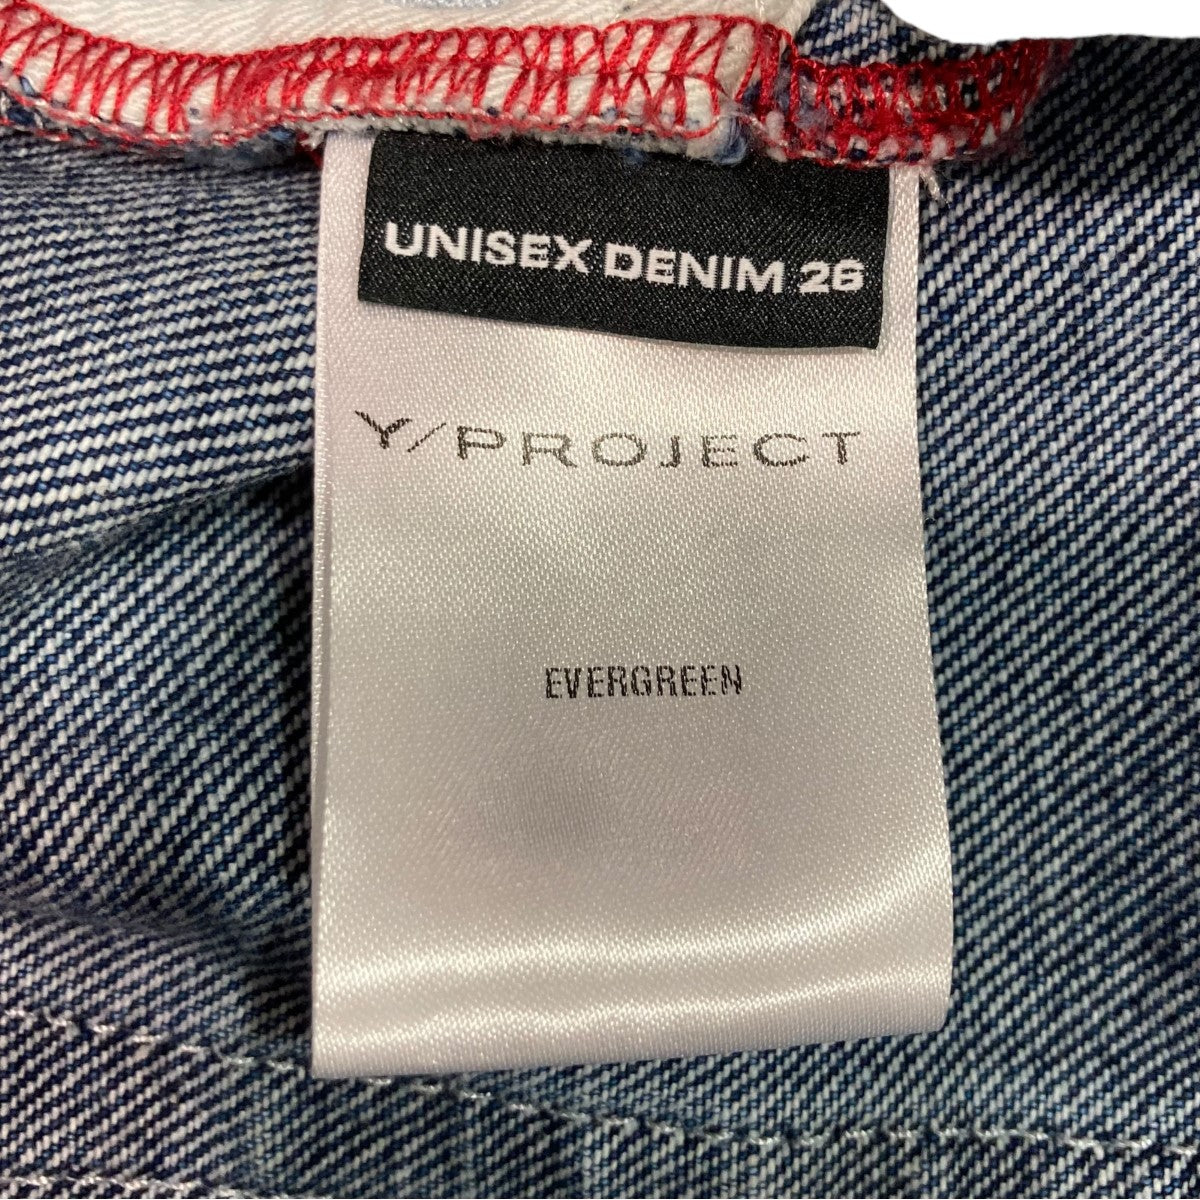 UNISEX DENIM 26
Y/PROJECT
EVERGREEN